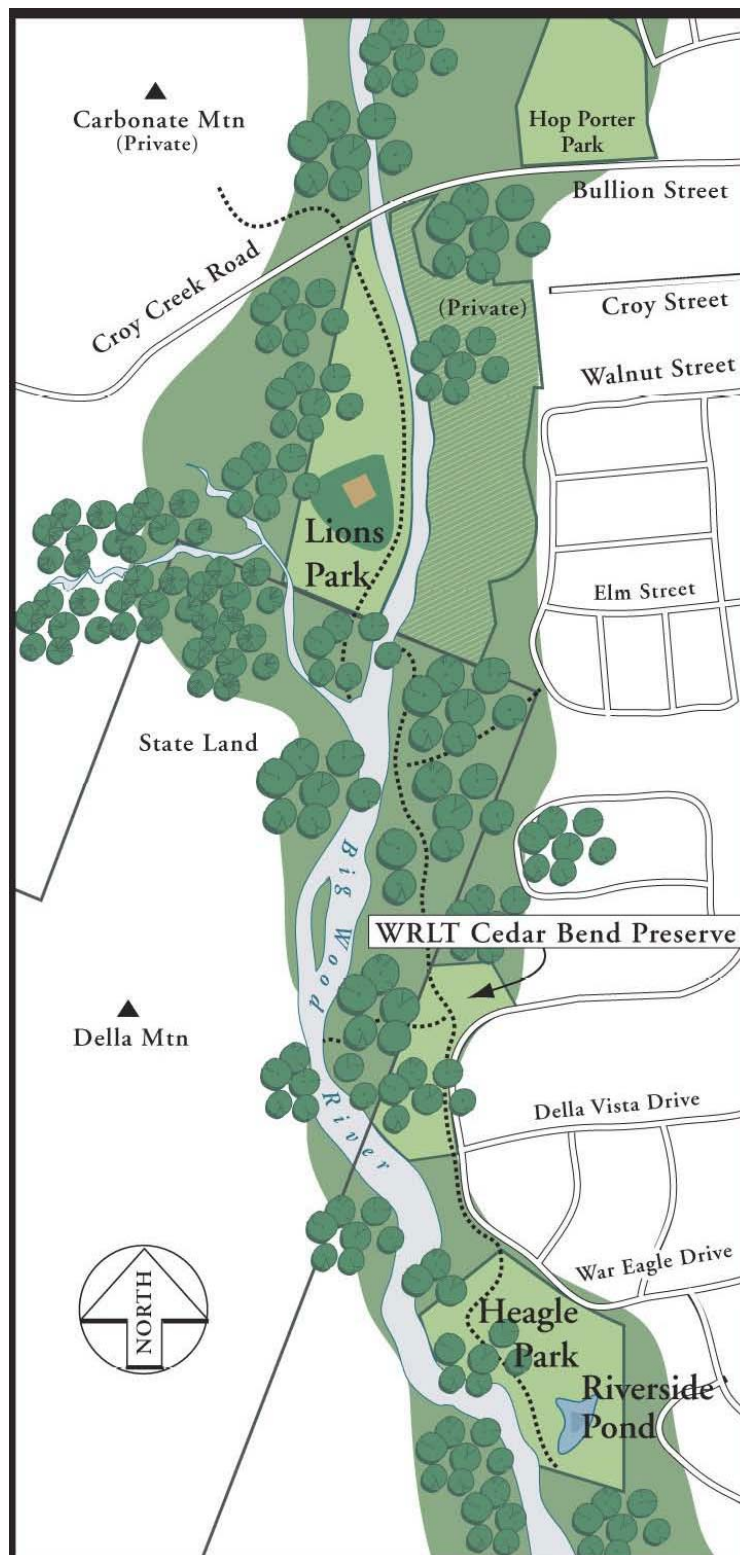 Carbonate Mtn
(Private)
Hop Porter
Park
Bullion Street
Croy Creek Road
(Private)
Croy Street
Walnut Street
Lions
Park
Elm Street
State Land
Big Wood
River
WRLT Cedar Bend Preserve
Della Mtn
Della Vista Drive
War Eagle Drive
NORTH
Heagle
Park
Riverside
Pond